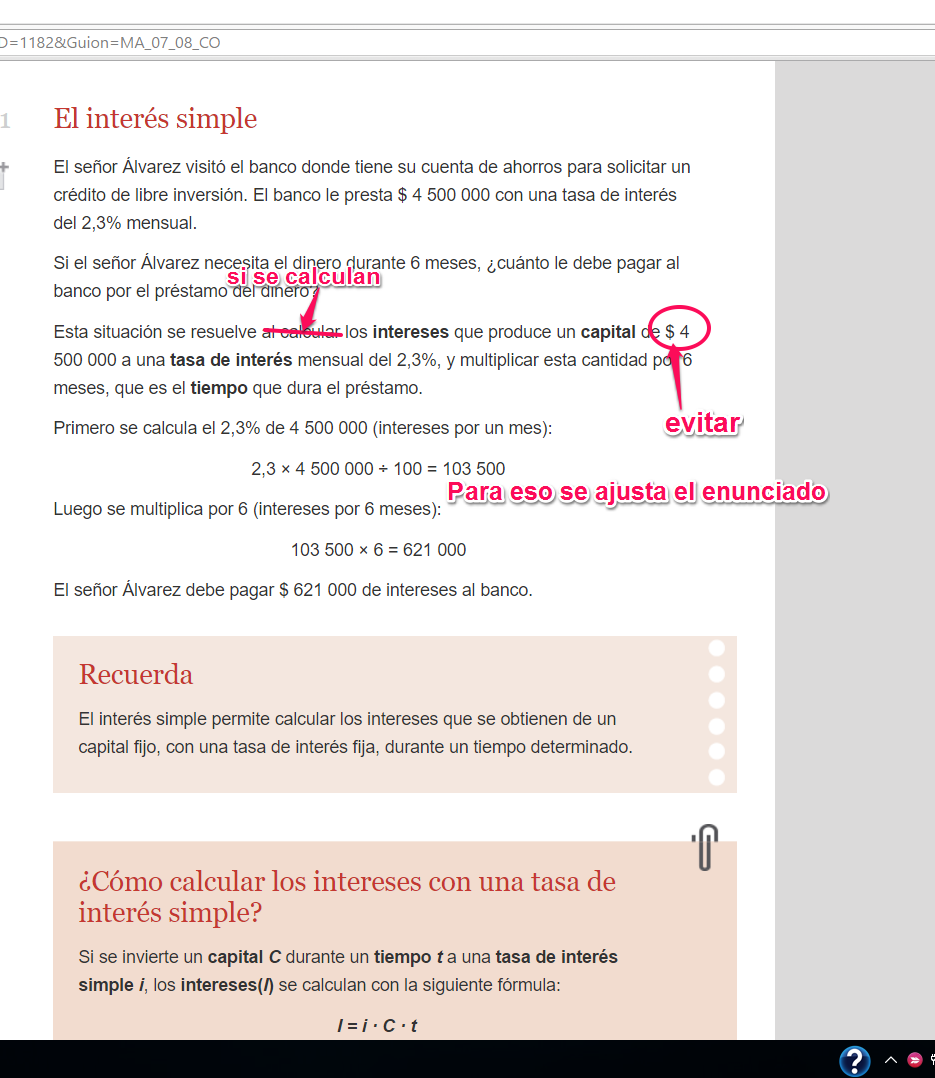 D=1182&Guion=MA_07_08_CO
1
El interés simple
El señor Álvarez visitó el banco donde tiene su cuenta de ahorros para solicitar un
crédito de libre inversión. El banco le presta $ 4 500 000 con una tasa de interés
del 2,3% mensual.
Si el señor Álvarez necesita el dinero durante 6 meses, ¿cuánto le debe pagar al
si se calculan
banco por el préstamo del dinero?
Esta situación se resuelve al calcular los intereses que produce un capital de $ 4
500 000 a una tasa de interés mensual del 2,3%, y multiplicar esta cantidad por 6
meses, que es el tiempo que dura el préstamo.
evitar
Primero se calcula el 2,3% de 4 500 000 (intereses por un mes):
2,3 × 4 500 000 ÷ 100 = 103 500
Para eso se ajusta el enunciado
Luego se multiplica por 6 (intereses por 6 meses):
103 500 × 6 = 621 000
El señor Álvarez debe pagar $ 621 000 de intereses al banco.
Recuerda
El interés simple permite calcular los intereses que se obtienen de un
capital fijo, con una tasa de interés fija, durante un tiempo determinado.
¿Cómo calcular los intereses con una tasa de
interés simple?
Si se invierte un capital C durante un tiempo t a una tasa de interés
simple i, los intereses(I) se calculan con la siguiente fórmula:
I = i · C · t
?